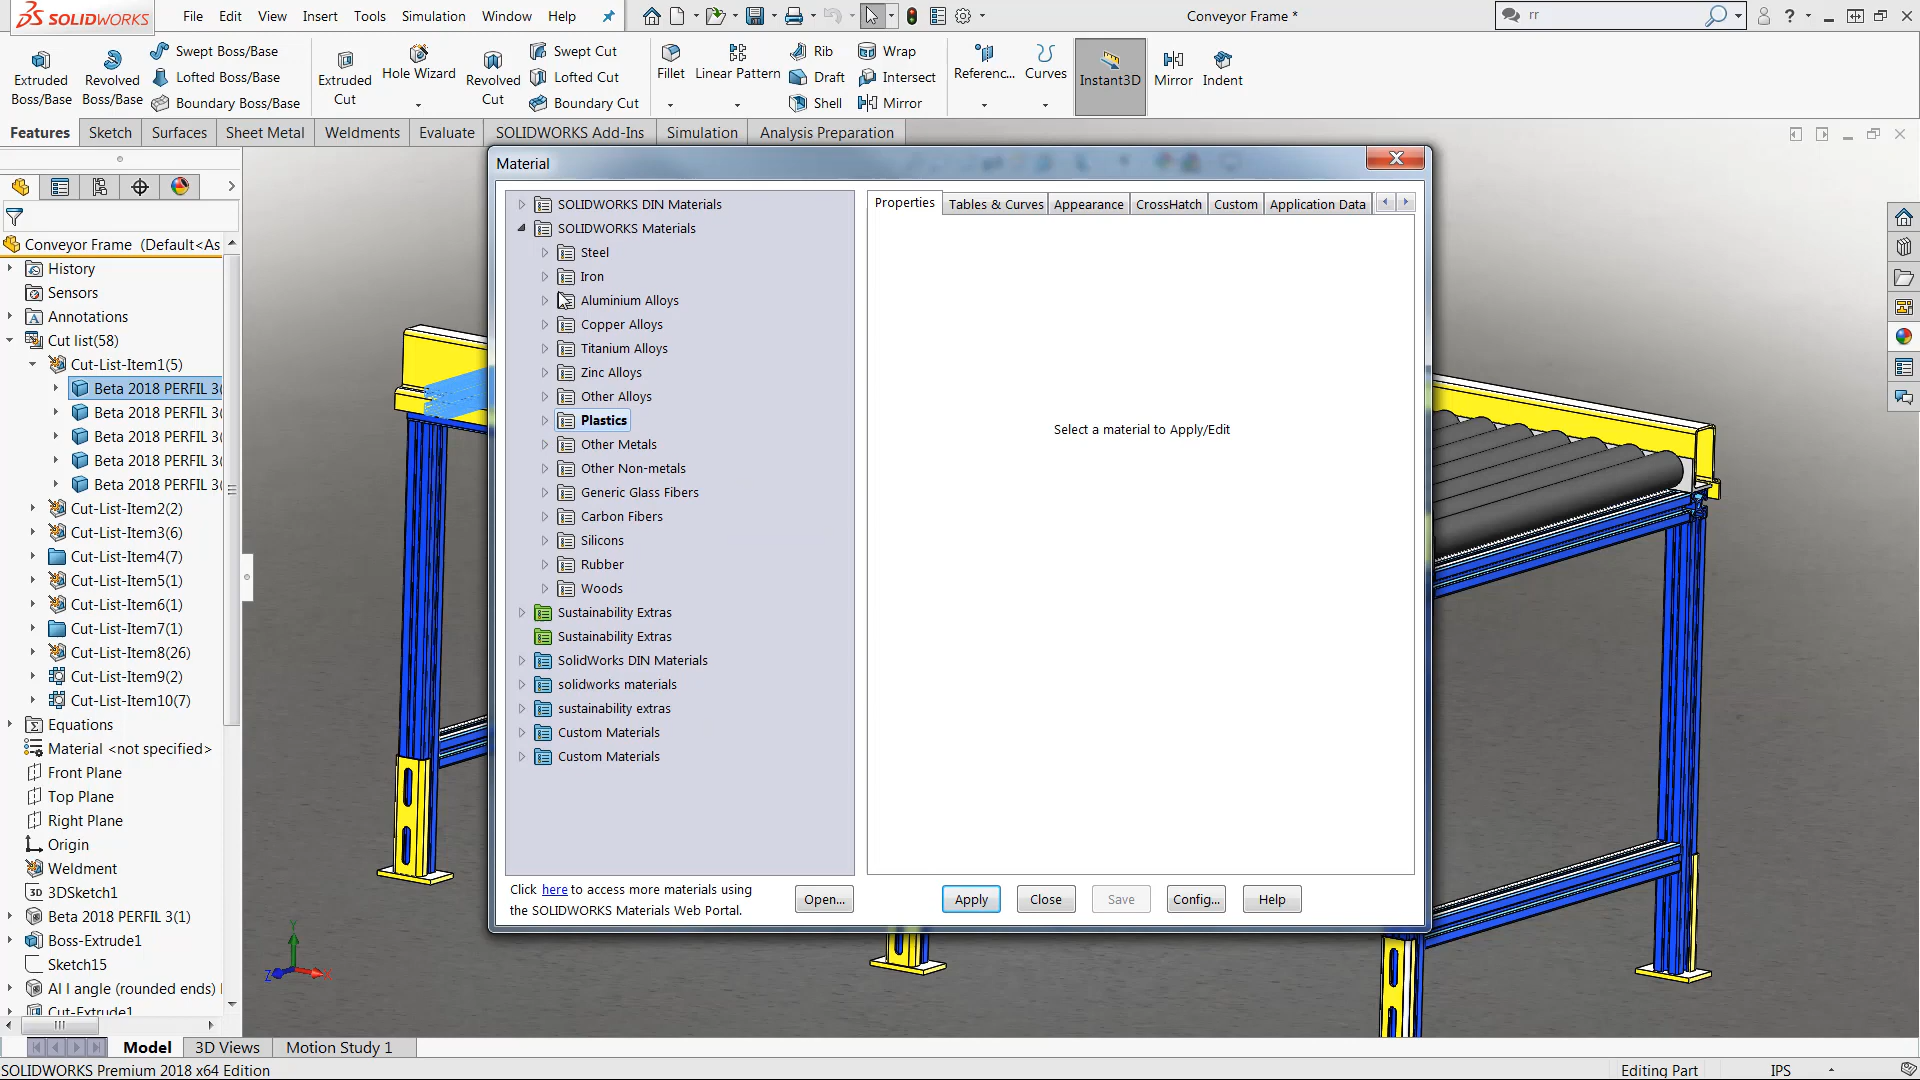 SOLIDWORKS
File Edit View Insert Tools Simulation Window Help
Conveyor Frame *
rr
Extruded Boss/Base
Revolved Boss/Base
Swept Boss/Base
Lofted Boss/Base
Boundary Boss/Base
Extruded Cut
Hole Wizard
Revolved Cut
Swept Cut
Lofted Cut
Boundary Cut
Fillet
Linear Pattern
Rib
Draft
Shell
Wrap
Intersect
Mirror
Referenc...
Curves
Instant3D
Mirror
Indent
Features Sketch Surfaces Sheet Metal Weldments Evaluate SOLIDWORKS Add-Ins Simulation Analysis Preparation
Conveyor Frame (Default<As
History
Sensors
Annotations
Cut list(58)
Cut-List-Item1(5)
Beta 2018 PERFIL 3(
Beta 2018 PERFIL 3(
Beta 2018 PERFIL 3(
Beta 2018 PERFIL 3(
Beta 2018 PERFIL 3(
Cut-List-Item2(2)
Cut-List-Item3(6)
Cut-List-Item4(7)
Cut-List-Item5(1)
Cut-List-Item6(1)
Cut-List-Item7(1)
Cut-List-Item8(26)
Cut-List-Item9(2)
Cut-List-Item10(7)
Equations
Material <not specified>
Front Plane
Top Plane
Right Plane
Origin
Weldment
3D 3DSketch1
Beta 2018 PERFIL 3(1)
Boss-Extrude1
Sketch15
Al I angle (rounded ends)
Cut-Extrude1
Material
SOLIDWORKS DIN Materials
SOLIDWORKS Materials
Steel
Iron
Aluminium Alloys
Copper Alloys
Titanium Alloys
Zinc Alloys
Other Alloys
Plastics
Other Metals
Other Non-metals
Generic Glass Fibers
Carbon Fibers
Silicons
Rubber
Woods
Sustainability Extras
Sustainability Extras
SolidWorks DIN Materials
solidworks materials
sustainability extras
Custom Materials
Custom Materials
Properties Tables & Curves Appearance CrossHatch Custom Application Data
Select a material to Apply/Edit
Click here to access more materials using
the SOLIDWORKS Materials Web Portal.
Open... Apply Close Save Config... Help
Y
Z X
Model 3D Views Motion Study 1
SOLIDWORKS Premium 2018 x64 Edition
Editing Part IPS